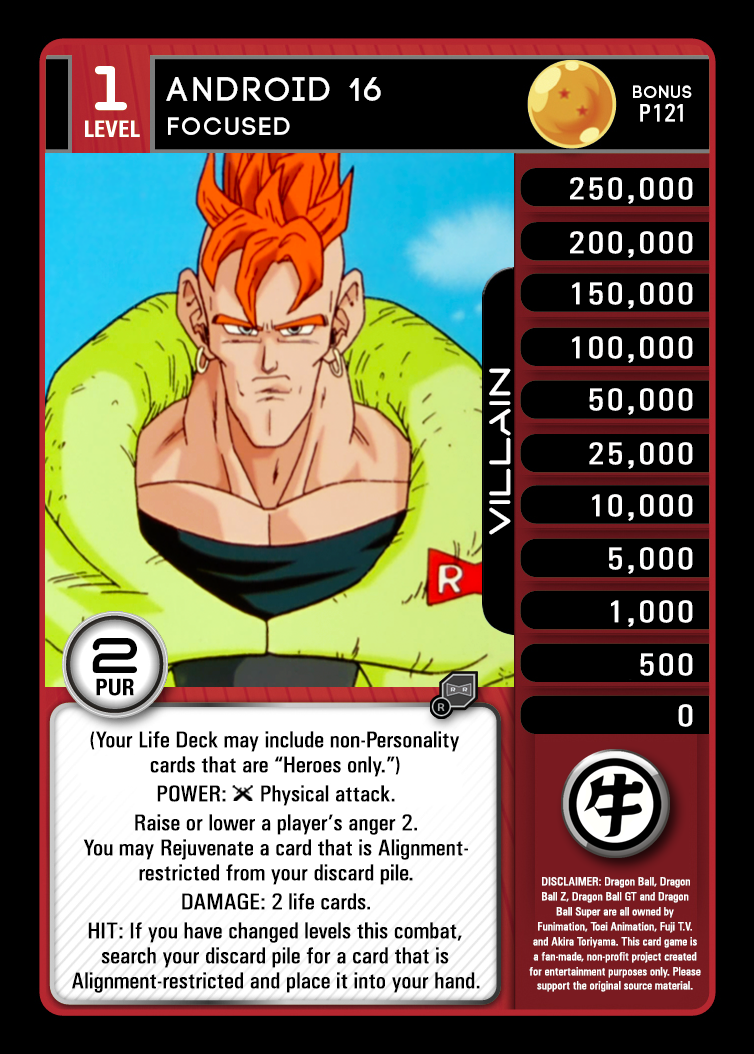 1
LEVEL
ANDROID 16
FOCUSED
BONUS
P121
250,000
200,000
150,000
100,000
50,000
25,000
10,000
5,000
1,000
500
0
VILLAIN
R
2
PUR
R R
R
(Your Life Deck may include non-Personality
cards that are “Heroes only.”)
POWER: Physical attack.
Raise or lower a player’s anger 2.
You may Rejuvenate a card that is Alignment-
restricted from your discard pile.
DAMAGE: 2 life cards.
HIT: If you have changed levels this combat,
search your discard pile for a card that is
Alignment-restricted and place it into your hand.
牛
DISCLAIMER: Dragon Ball, Dragon
Ball Z, Dragon Ball GT and Dragon
Ball Super are all owned by
Funimation, Toei Animation, Fuji T.V.
and Akira Toriyama. This card game is
a fan-made, non-profit project created
for entertainment purposes only. Please
support the original source material.